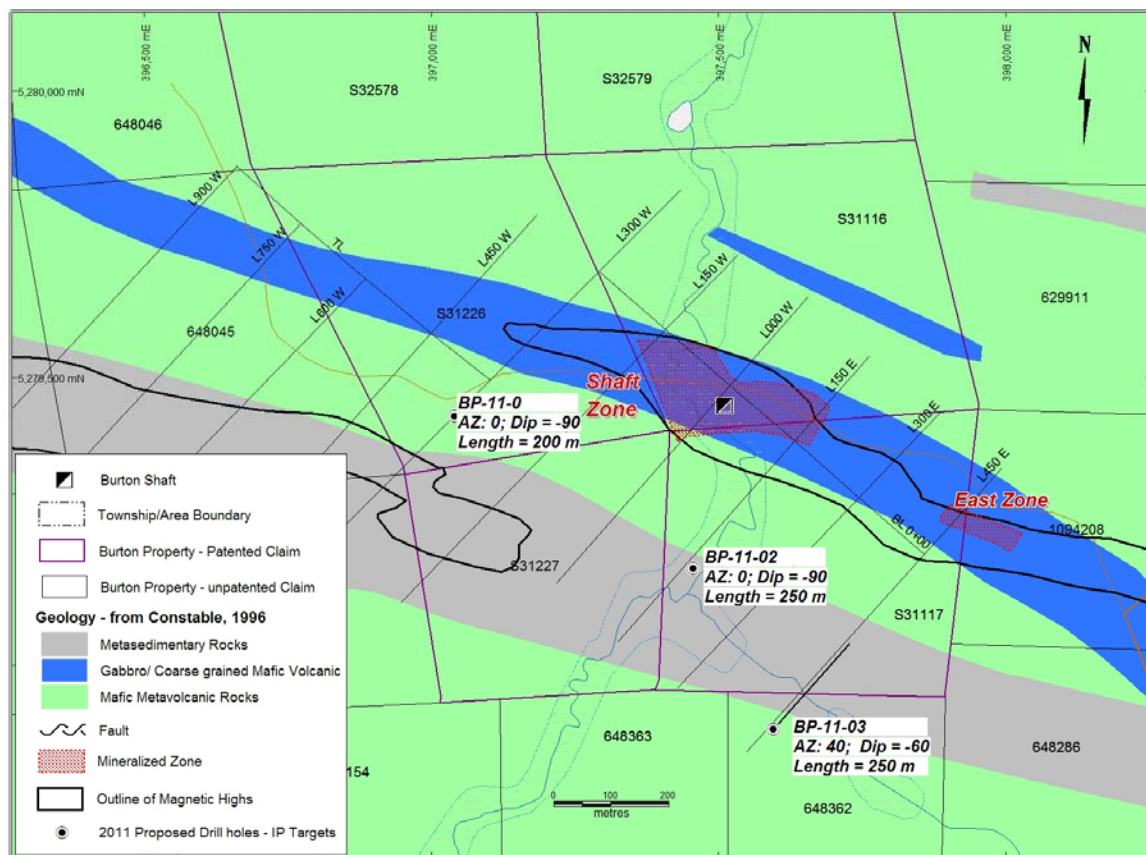 396,500 mE
397,000 mE
397,500 mE
398,000 mE
N
5,280,000 mN
S32578
S32579
648046
S31116
629911
L900 W
L750 W
L600 W
7L
L450 W
L300 W
L150 W
L000 W
L150 E
L300 E
L450 E
S31226
648045
5,279,500 mN
Shaft
Zone
BP-11-0
AZ: 0; Dip = -90
Length = 200 m
East Zone
1094208
BL 0+00
S31227
BP-11-02
AZ: 0; Dip = -90
Length = 250 m
S31117
BP-11-03
AZ: 40; Dip = -60
Length = 250 m
648363
648286
154
648362
0 100 200
metres
Burton Shaft
Township/Area Boundary
Burton Property - Patented Claim
Burton Property - unpatented Claim
Geology - from Constable, 1996
Metasedimentary Rocks
Gabbro/ Coarse grained Mafic Volcanic
Mafic Metavolcanic Rocks
Fault
Mineralized Zone
Outline of Magnetic Highs
2011 Proposed Drill holes - IP Targets